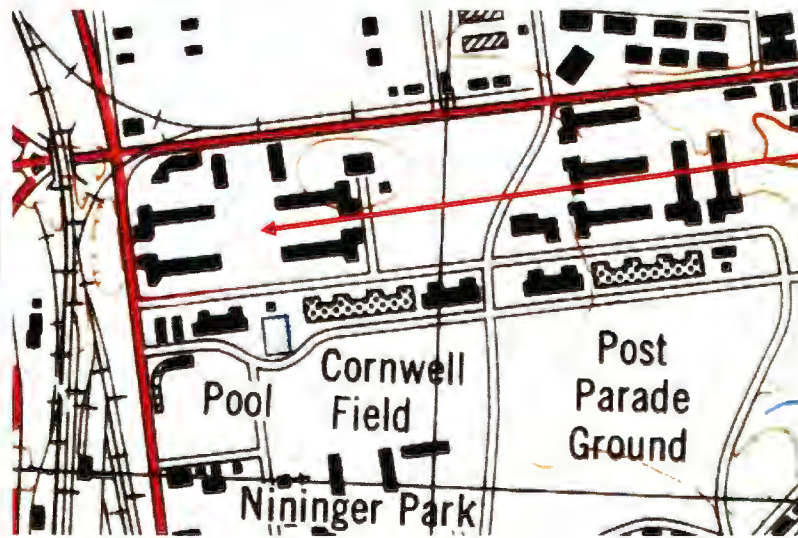 Post
Parade
Ground
Cornwell
Field
Pool
Nininger Park